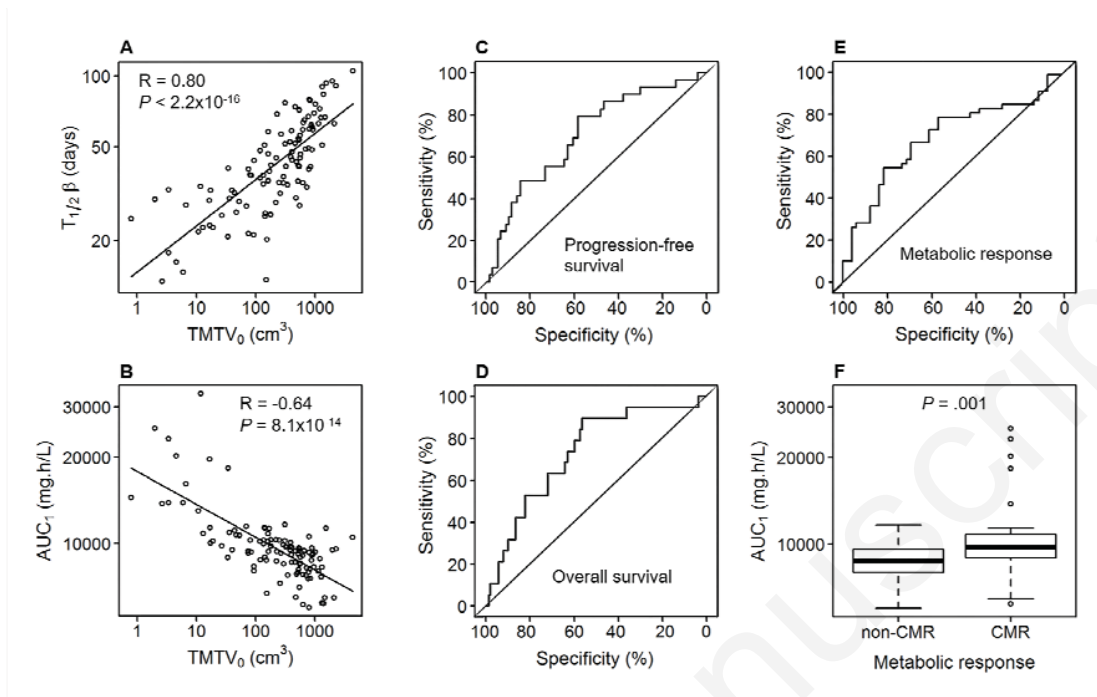 A
R = 0.80
P < 2.2x10⁻¹⁶
100
50
20
T₁/₂ β (days)
1 10 100 1000
TMTV₀ (cm³)
B
R = -0.64
P = 8.1x10 ¹⁴
30000
20000
10000
AUC₁ (mg.h/L)
1 10 100 1000
TMTV₀ (cm³)
C
100
80
60
40
20
0
Sensitivity (%)
Progression-free
survival
100 80 60 40 20 0
Specificity (%)
D
100
80
60
40
20
0
Sensitivity (%)
Overall survival
100 80 60 40 20 0
Specificity (%)
E
100
80
60
40
20
0
Sensitivity (%)
Metabolic response
100 80 60 40 20 0
Specificity (%)
F
P = .001
30000
20000
10000
AUC₁ (mg.h/L)
non-CMR CMR
Metabolic response
nuscrip